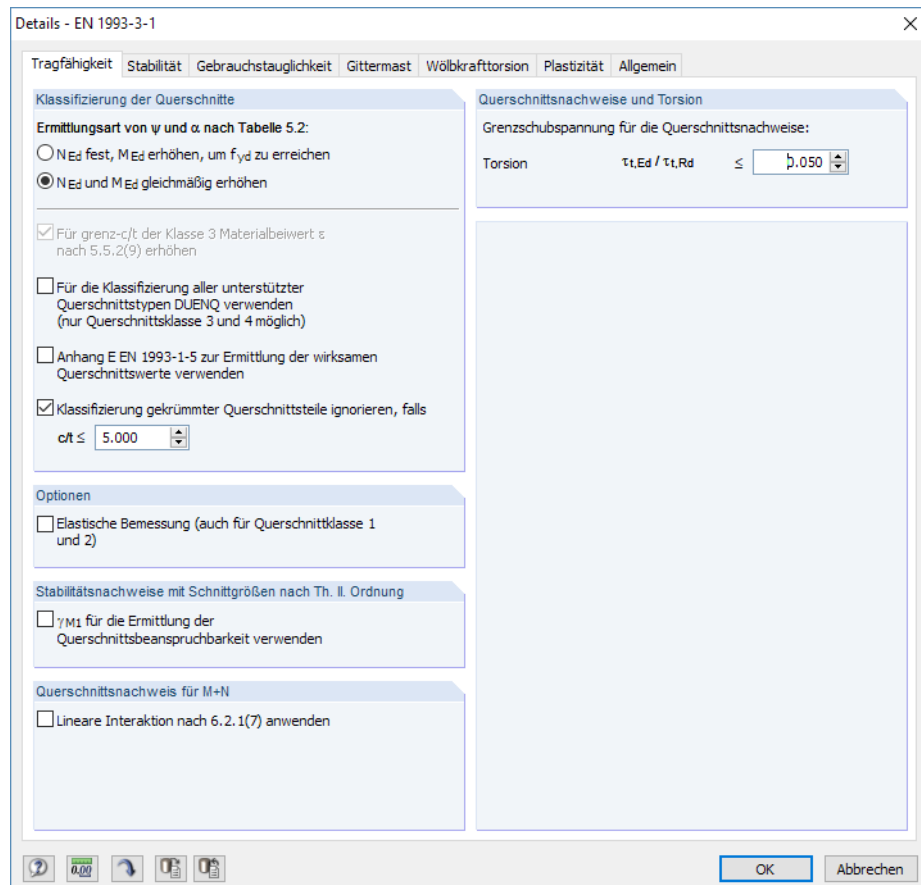 Details - EN 1993-3-1
Tragfähigkeit Stabilität Gebrauchstauglichkeit Gittermast Wölbkrafttorsion Plastizität Allgemein
Klassifizierung der Querschnitte
Ermittlungsart von ψ und α nach Tabelle 5.2:
NEd fest, MEd erhöhen, um fyd zu erreichen
NEd und MEd gleichmäßig erhöhen
Für grenz-c/t der Klasse 3 Materialbeiwert ε
nach 5.5.2(9) erhöhen
Für die Klassifizierung aller unterstützter
Querschnittstypen DUENQ verwenden
(nur Querschnittsklasse 3 und 4 möglich)
Anhang E EN 1993-1-5 zur Ermittlung der wirksamen
Querschnittswerte verwenden
Klassifizierung gekrümmter Querschnittsteile ignorieren, falls
c/t ≤ 5.000
Optionen
Elastische Bemessung (auch für Querschnittklasse 1
und 2)
Stabilitätsnachweise mit Schnittgrößen nach Th. II. Ordnung
γM1 für die Ermittlung der
Querschnittsbeanspruchbarkeit verwenden
Querschnittsnachweis für M+N
Lineare Interaktion nach 6.2.1(7) anwenden
Querschnittsnachweise und Torsion
Grenzschubspannung für die Querschnittsnachweise:
Torsion τt,Ed / τt,Rd ≤ 0.050
0.00
OK Abbrechen